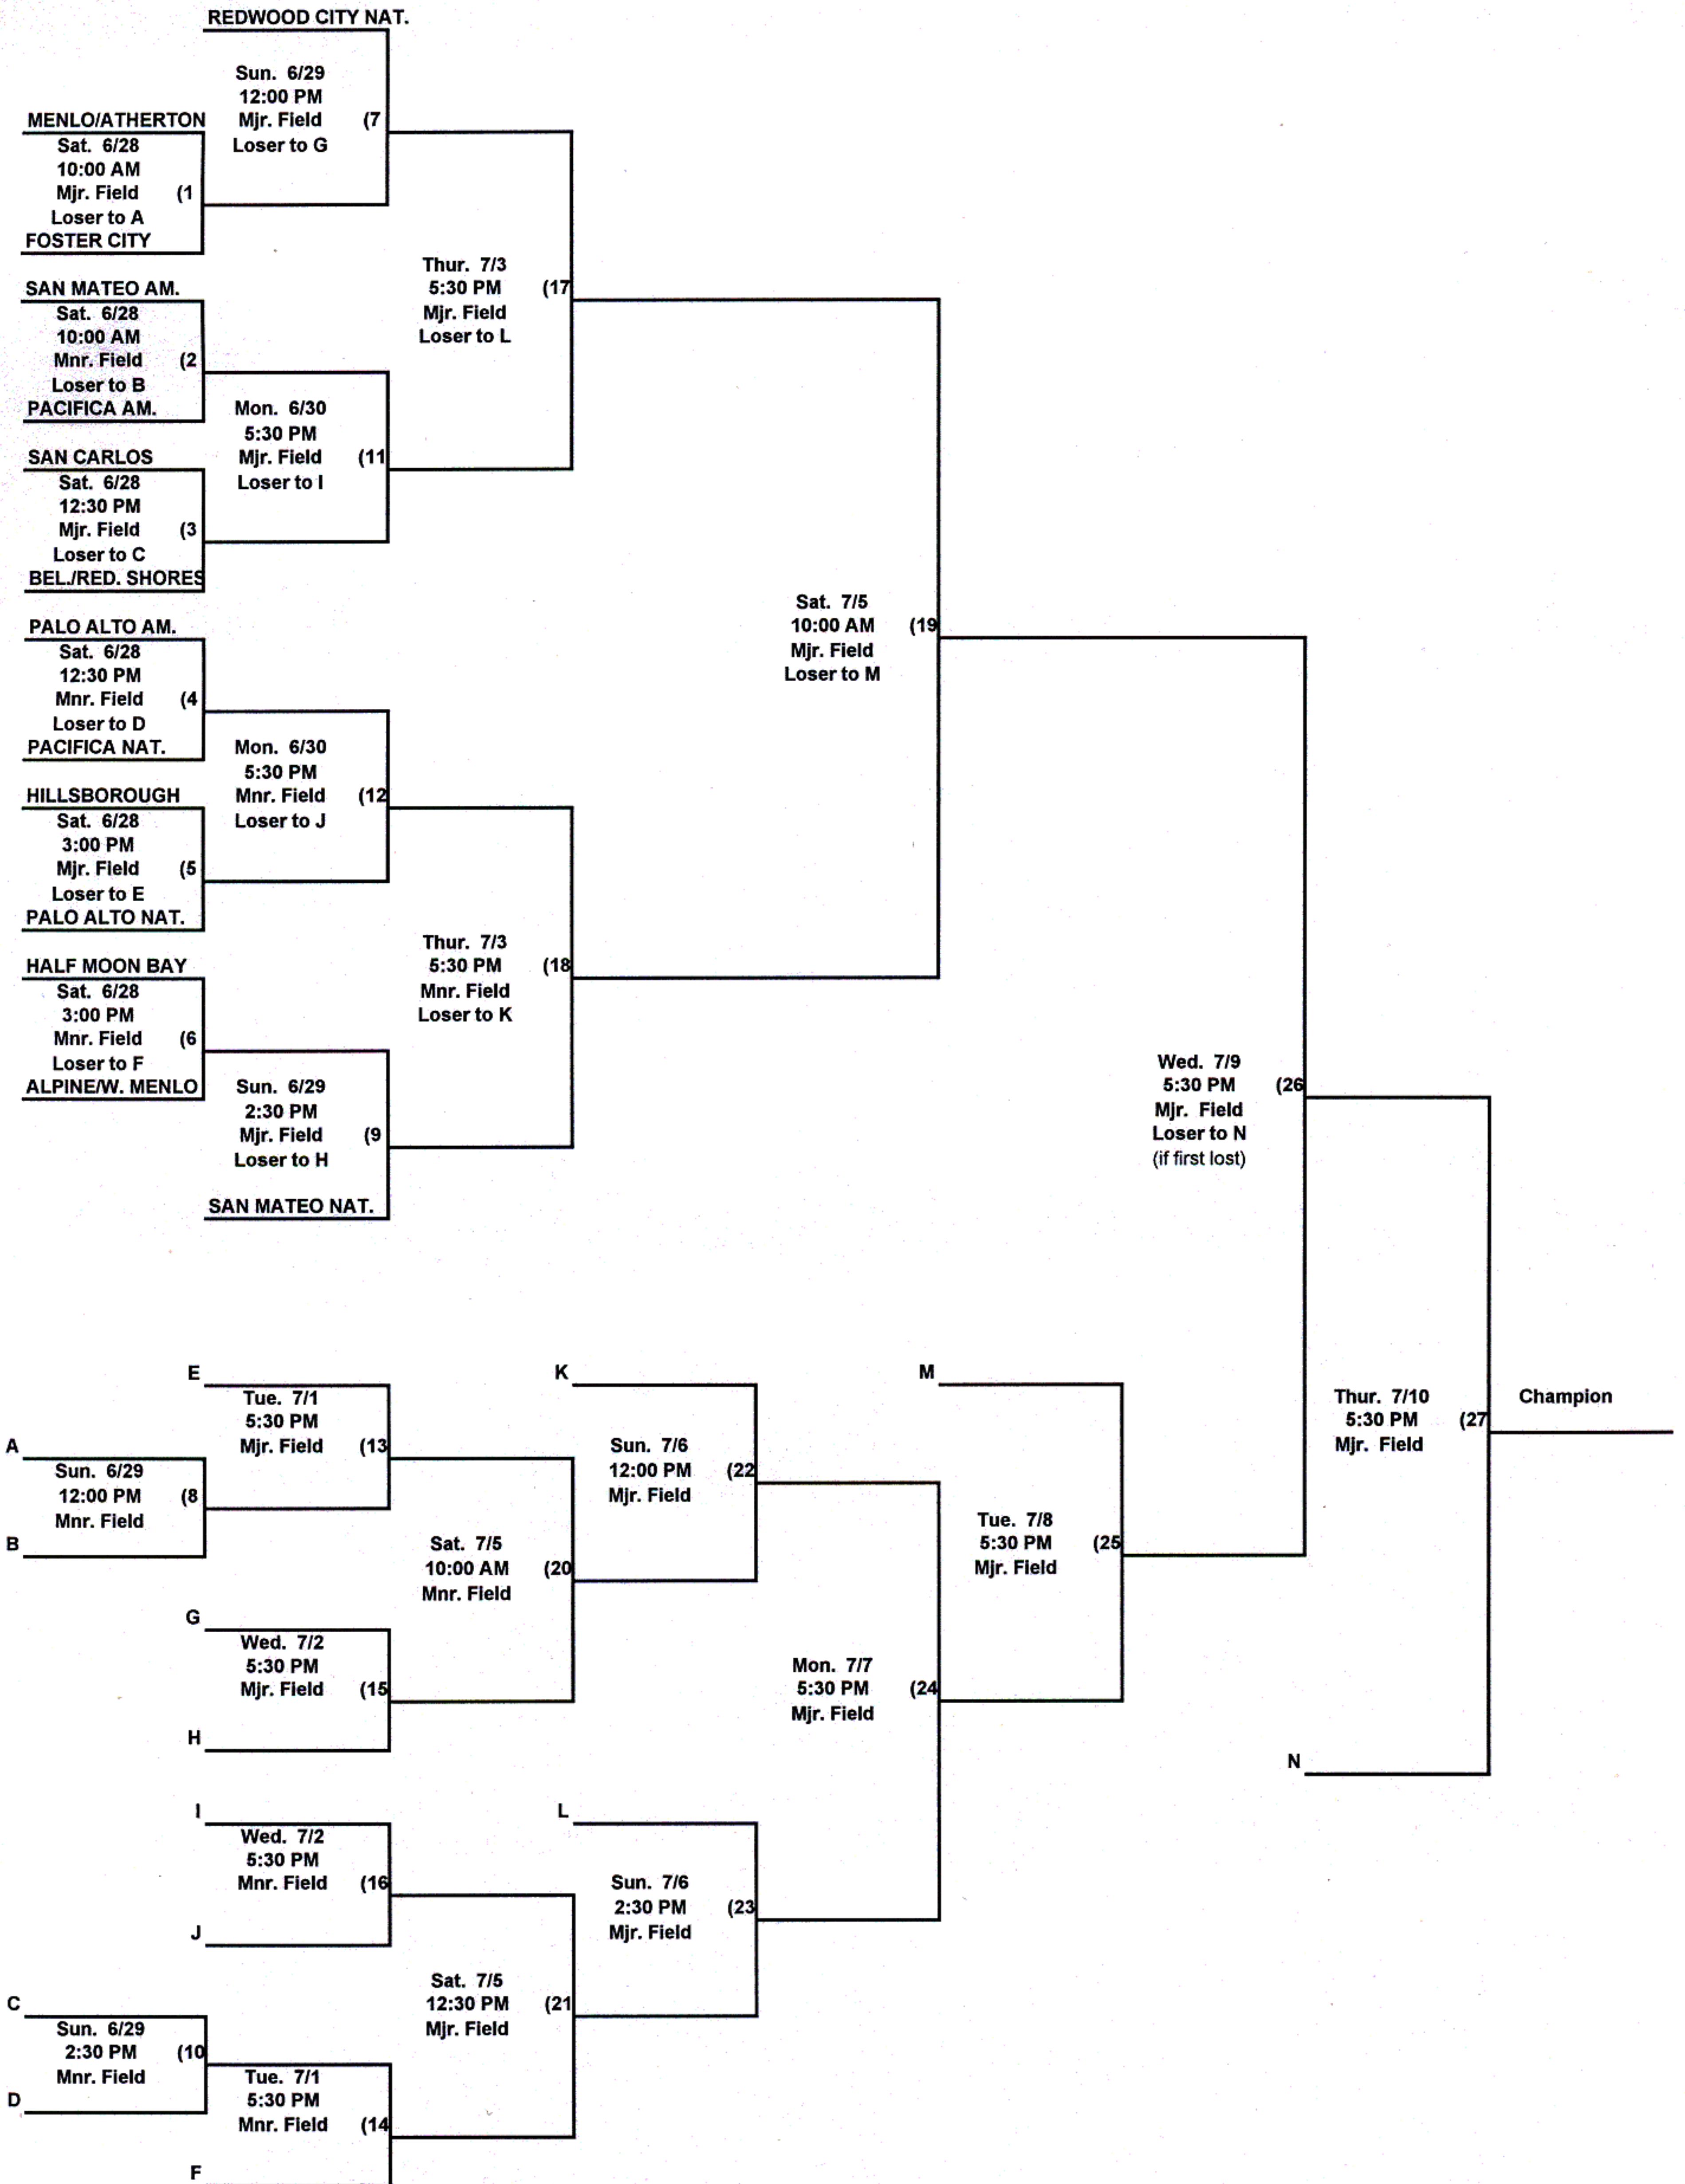 REDWOOD CITY NAT.
Sun. 6/29
12:00 PM
Mjr. Field (7
Loser to G
MENLO/ATHERTON
Sat. 6/28
10:00 AM
Mjr. Field (1
Loser to A
FOSTER CITY
SAN MATEO AM.
Sat. 6/28
10:00 AM
Mnr. Field (2
Loser to B
PACIFICA AM.
Thur. 7/3
5:30 PM (17
Mjr. Field
Loser to L
Mon. 6/30
5:30 PM
Mjr. Field (11
Loser to I
SAN CARLOS
Sat. 6/28
12:30 PM
Mjr. Field (3
Loser to C
BEL./RED. SHORES
PALO ALTO AM.
Sat. 6/28
12:30 PM
Mnr. Field (4
Loser to D
PACIFICA NAT.
Sat. 7/5
10:00 AM (19
Mjr. Field
Loser to M
Mon. 6/30
5:30 PM
Mnr. Field (12
Loser to J
HILLSBOROUGH
Sat. 6/28
3:00 PM
Mjr. Field (5
Loser to E
PALO ALTO NAT.
Thur. 7/3
5:30 PM (18
Mnr. Field
Loser to K
HALF MOON BAY
Sat. 6/28
3:00 PM
Mnr. Field (6
Loser to F
ALPINE/W. MENLO
Sun. 6/29
2:30 PM
Mjr. Field (9
Loser to H
SAN MATEO NAT.
Wed. 7/9
5:30 PM (26
Mjr. Field
Loser to N
(if first lost)
E
Tue. 7/1
5:30 PM
Mjr. Field (13
A
Sun. 6/29
12:00 PM (8
Mnr. Field
B
K
Sun. 7/6
12:00 PM (22
Mjr. Field
M
Tue. 7/8
5:30 PM (25
Mjr. Field
Thur. 7/10
5:30 PM (27
Mjr. Field
Champion
Sat. 7/5
10:00 AM (20
Mnr. Field
G
Wed. 7/2
5:30 PM
Mjr. Field (15
H
Mon. 7/7
5:30 PM (24
Mjr. Field
N
I
Wed. 7/2
5:30 PM
Mnr. Field (16
J
L
Sun. 7/6
2:30 PM (23
Mjr. Field
Sat. 7/5
12:30 PM (21
Mjr. Field
C
Sun. 6/29
2:30 PM (10
Mnr. Field
D
Tue. 7/1
5:30 PM
Mnr. Field (14
F